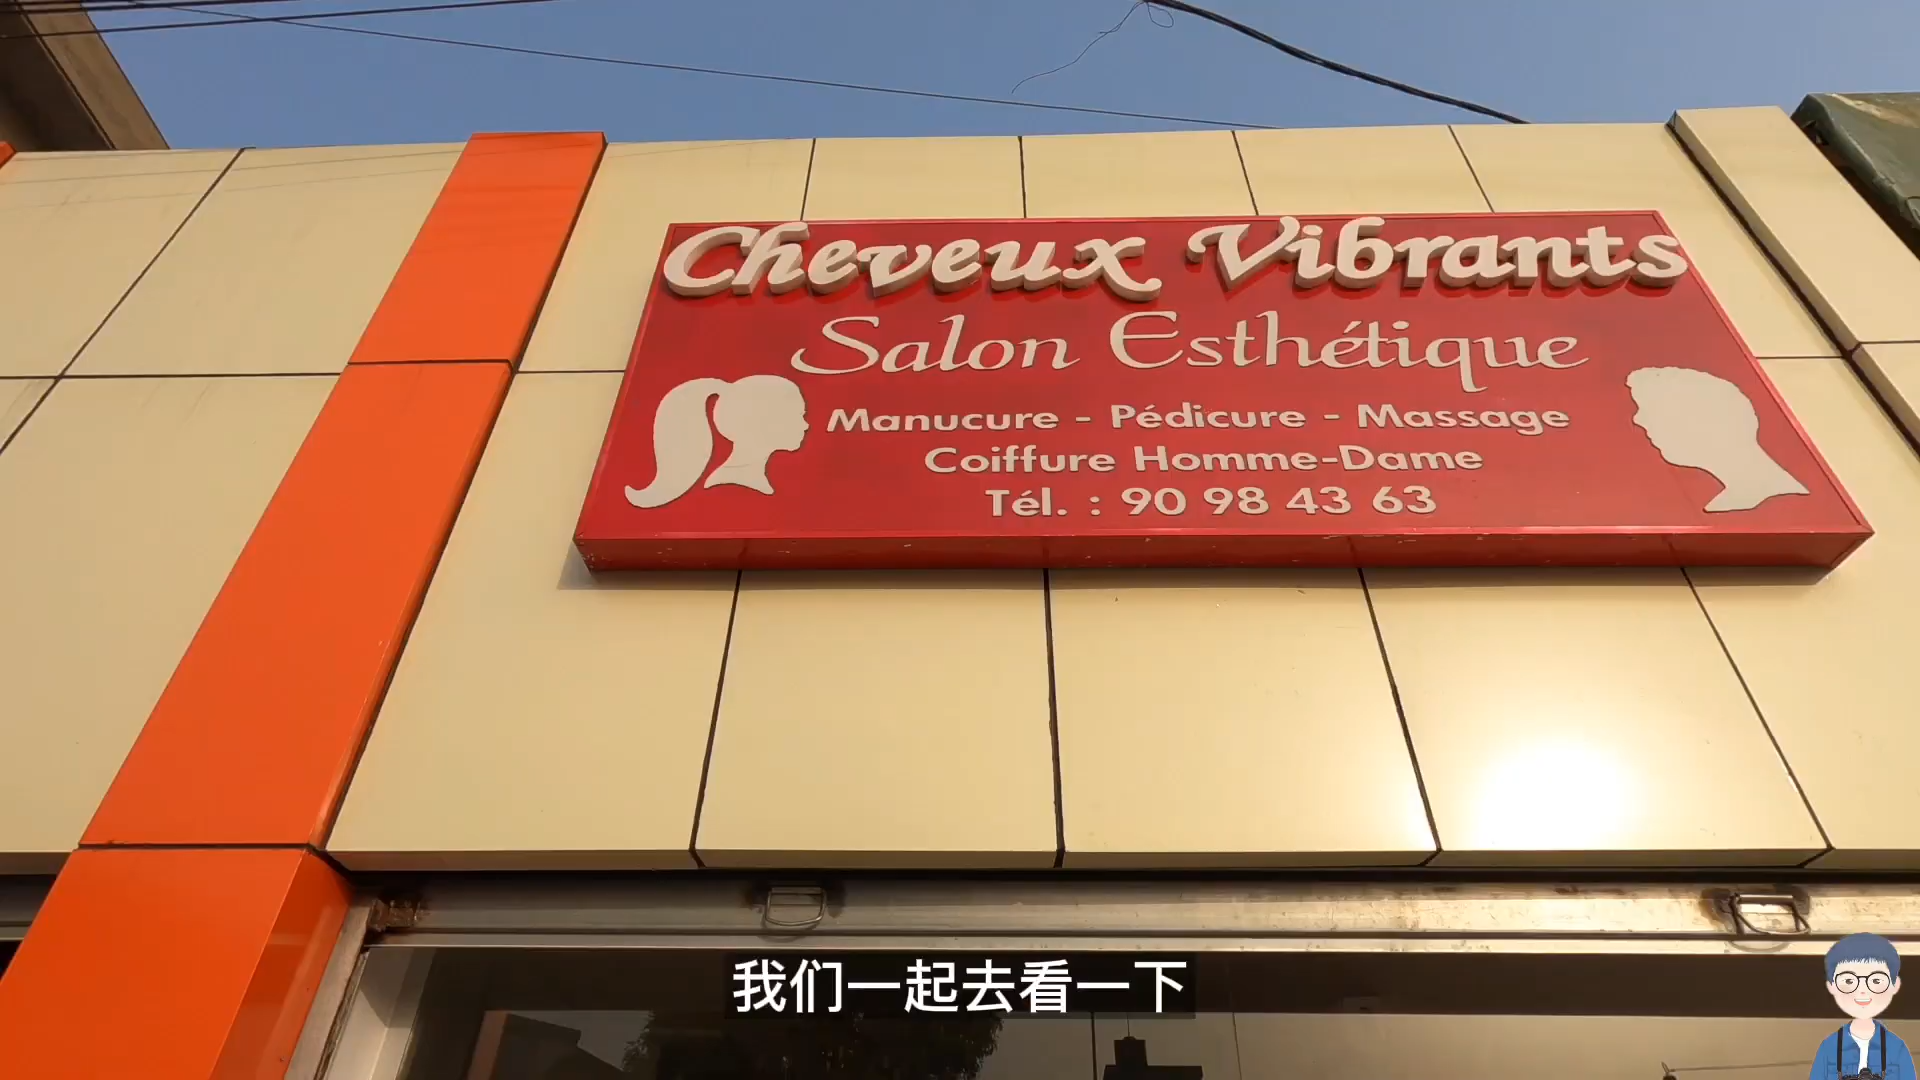 Cheveux Vibrants
Salon Esthétique
Manucure - Pédicure - Massage
Coiffure Homme-Dame
Tél. : 90 98 43 63
我们一起去看一下